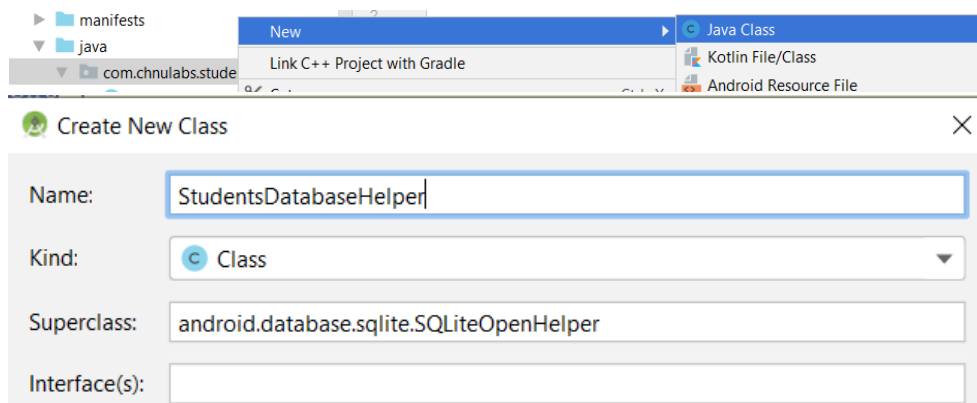 manifests
java
com.chnulabs.stude
2
New
Link C++ Project with Gradle
Java Class
Kotlin File/Class
Android Resource File
Create New Class
Name:
StudentsDatabaseHelper
Kind:
C Class
Superclass:
android.database.sqlite.SQLiteOpenHelper
Interface(s):